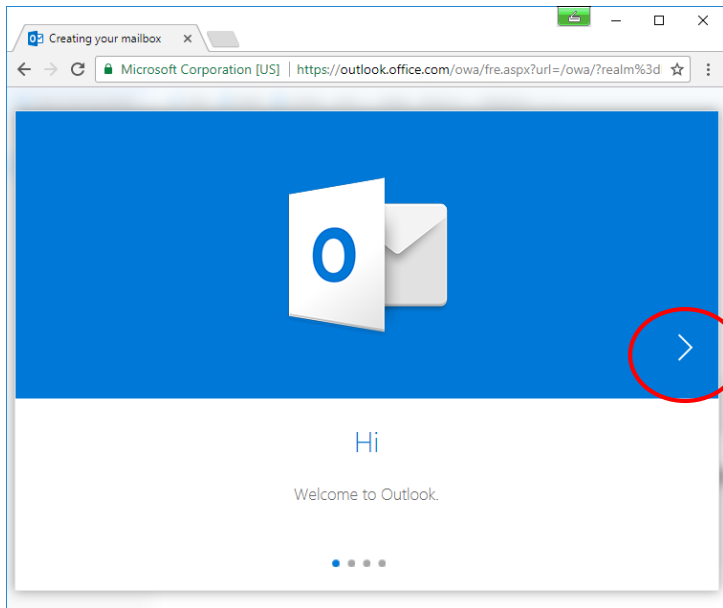 Creating your mailbox
Microsoft Corporation [US] | https://outlook.office.com/owa/fre.aspx?url=/owa/?realm%3d
O
Hi
Welcome to Outlook.